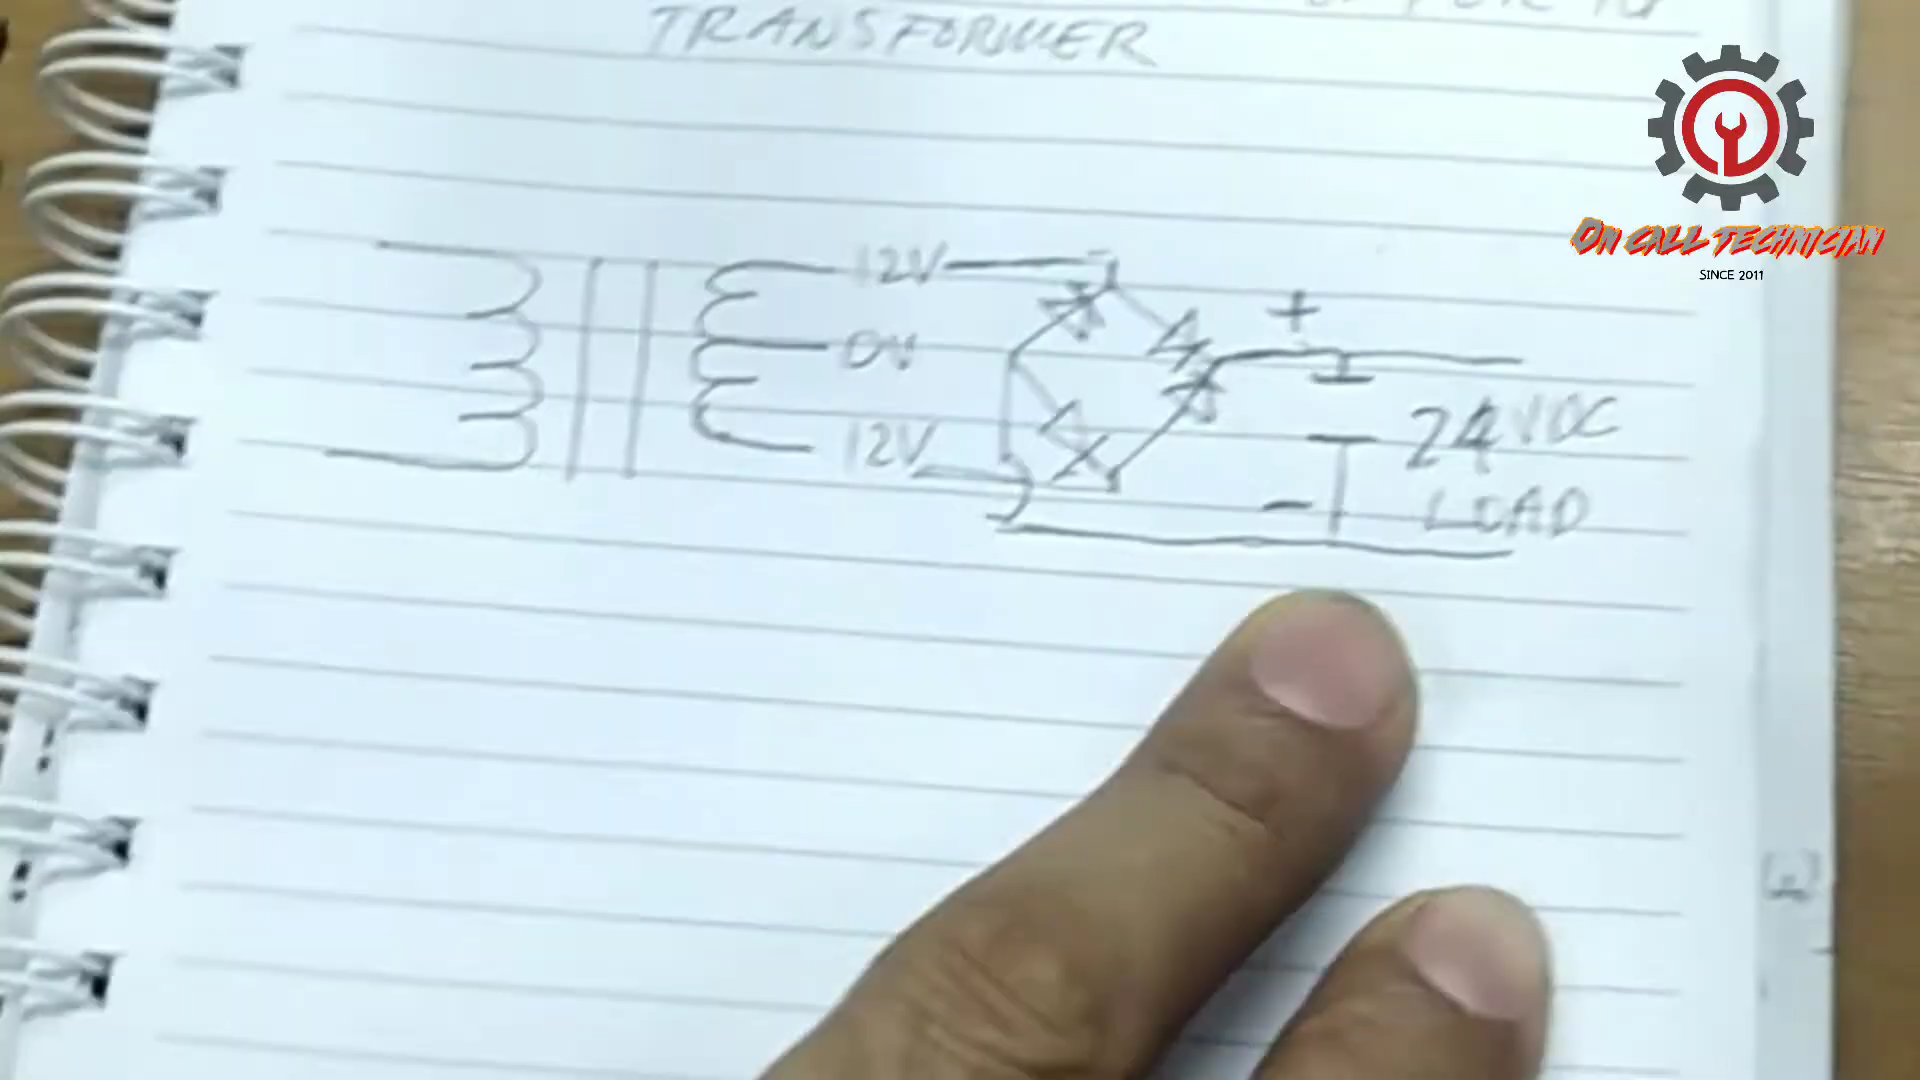 TRANSFORMER
12V
0V
12V
+
-
24VDC
LOAD
On Call Technician
SINCE 2011